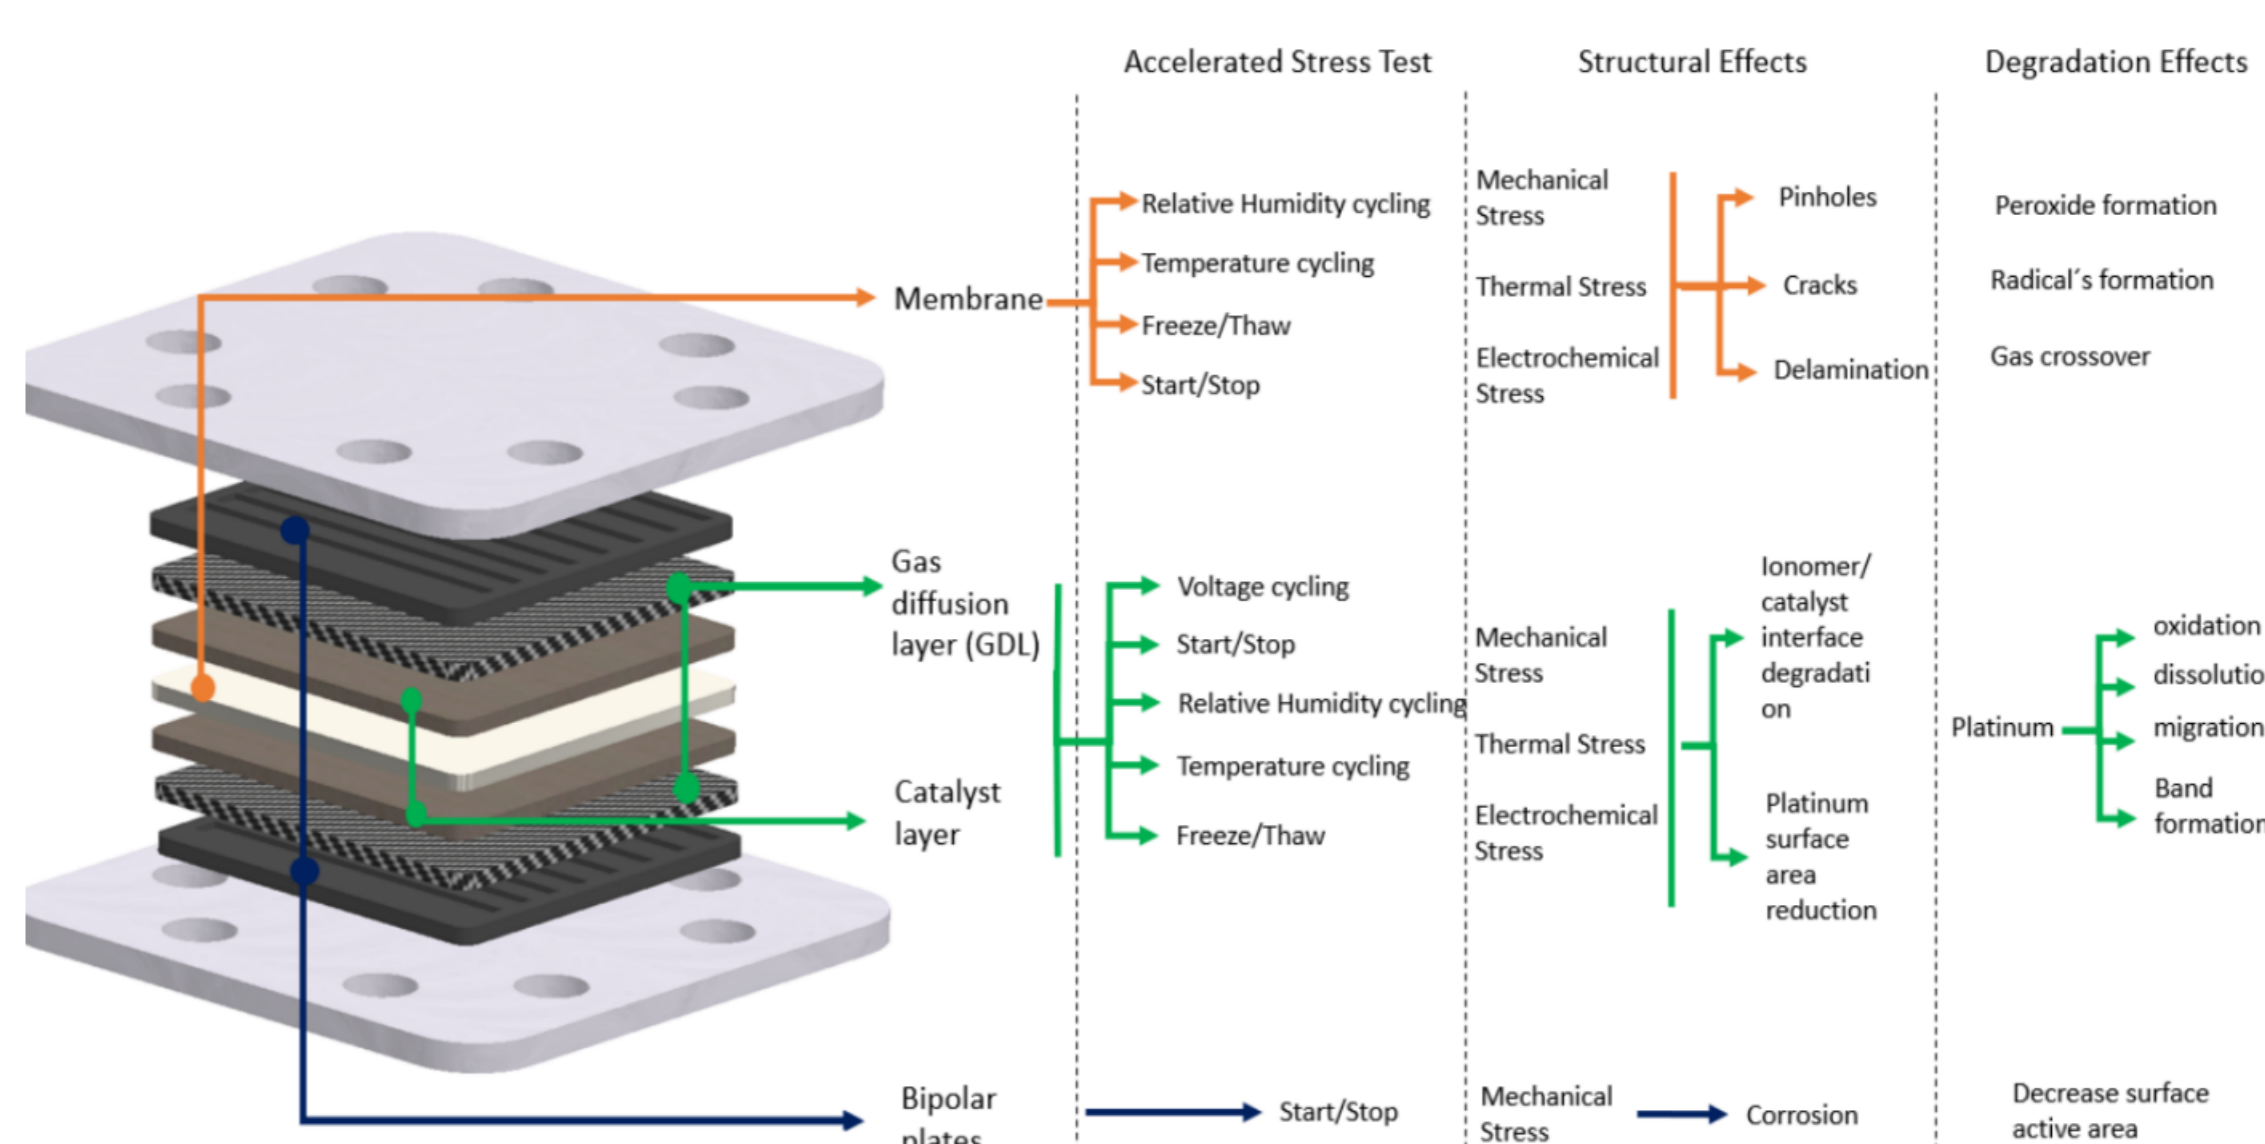 Accelerated Stress Test
Structural Effects
Degradation Effects
Membrane
Relative Humidity cycling
Temperature cycling
Freeze/Thaw
Start/Stop
Mechanical
Stress
Thermal Stress
Electrochemical
Stress
Pinholes
Cracks
Delamination
Peroxide formation
Radical´s formation
Gas crossover
Gas
diffusion
layer (GDL)
Catalyst
layer
Voltage cycling
Start/Stop
Relative Humidity cycling
Temperature cycling
Freeze/Thaw
Mechanical
Stress
Thermal Stress
Electrochemical
Stress
Ionomer/
catalyst
interface
degradati
on
Platinum
surface
area
reduction
Platinum
oxidation
dissolutio
migration
Band
formation
Bipolar
plates
Start/Stop
Mechanical
Stress
Corrosion
Decrease surface
active area